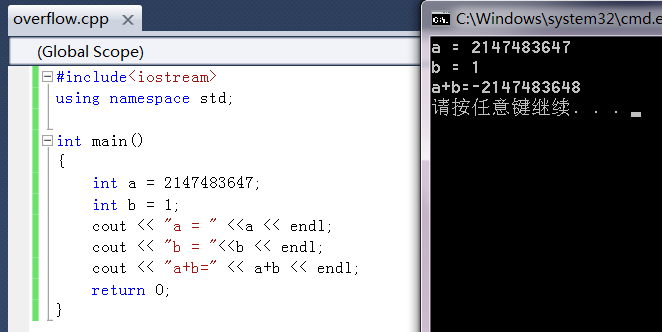 overflow.cpp
(Global Scope)
#include<iostream>
using namespace std;
int main()
{
int a = 2147483647;
int b = 1;
cout << "a = " <<a << endl;
cout << "b = "<<b << endl;
cout << "a+b=" << a+b << endl;
return 0;
}
C:\Windows\system32\cmd.e
a = 2147483647
b = 1
a+b=-2147483648
请按任意键继续. . .